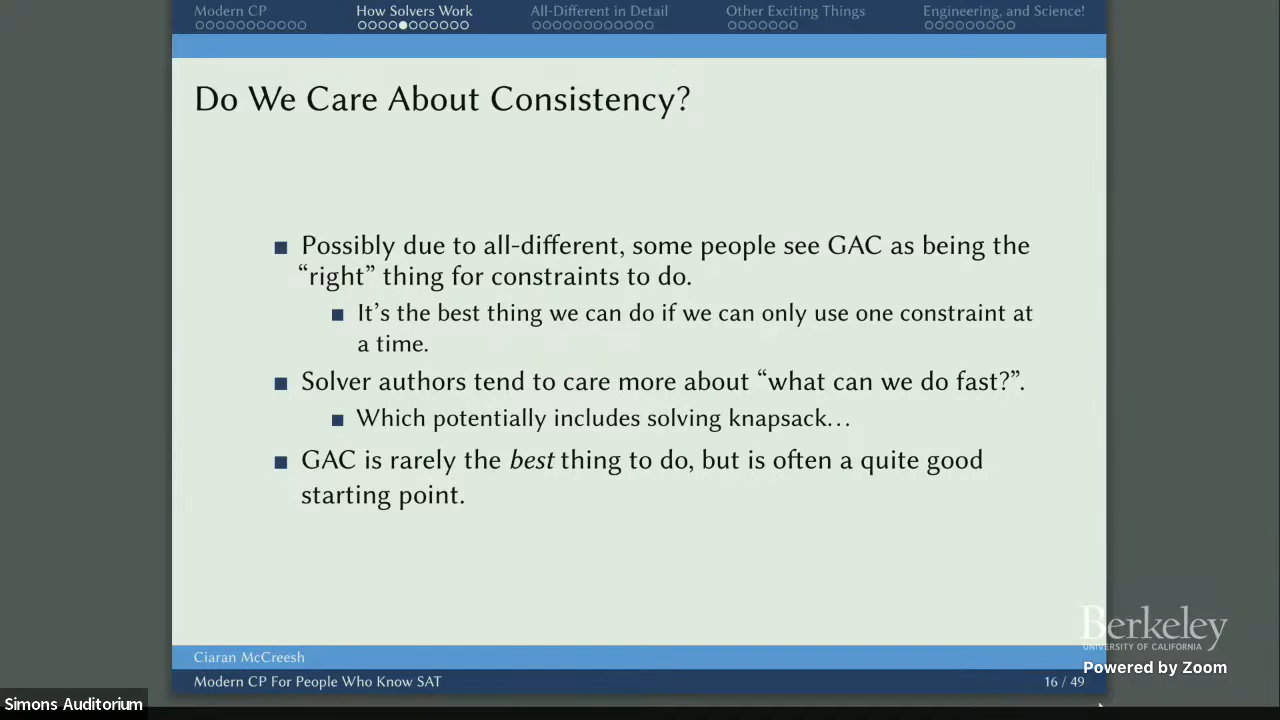 Modern CP
How Solvers Work
All-Different in Detail
Other Exciting Things
Engineering, and Science!
Do We Care About Consistency?
Possibly due to all-different, some people see GAC as being the
“right” thing for constraints to do.
It’s the best thing we can do if we can only use one constraint at
a time.
Solver authors tend to care more about “what can we do fast?”.
Which potentially includes solving knapsack…
GAC is rarely the best thing to do, but is often a quite good
starting point.
Berkeley
UNIVERSITY OF CALIFORNIA
Powered by Zoom
Ciaran McCreesh
Modern CP For People Who Know SAT
16 / 49
Simons Auditorium